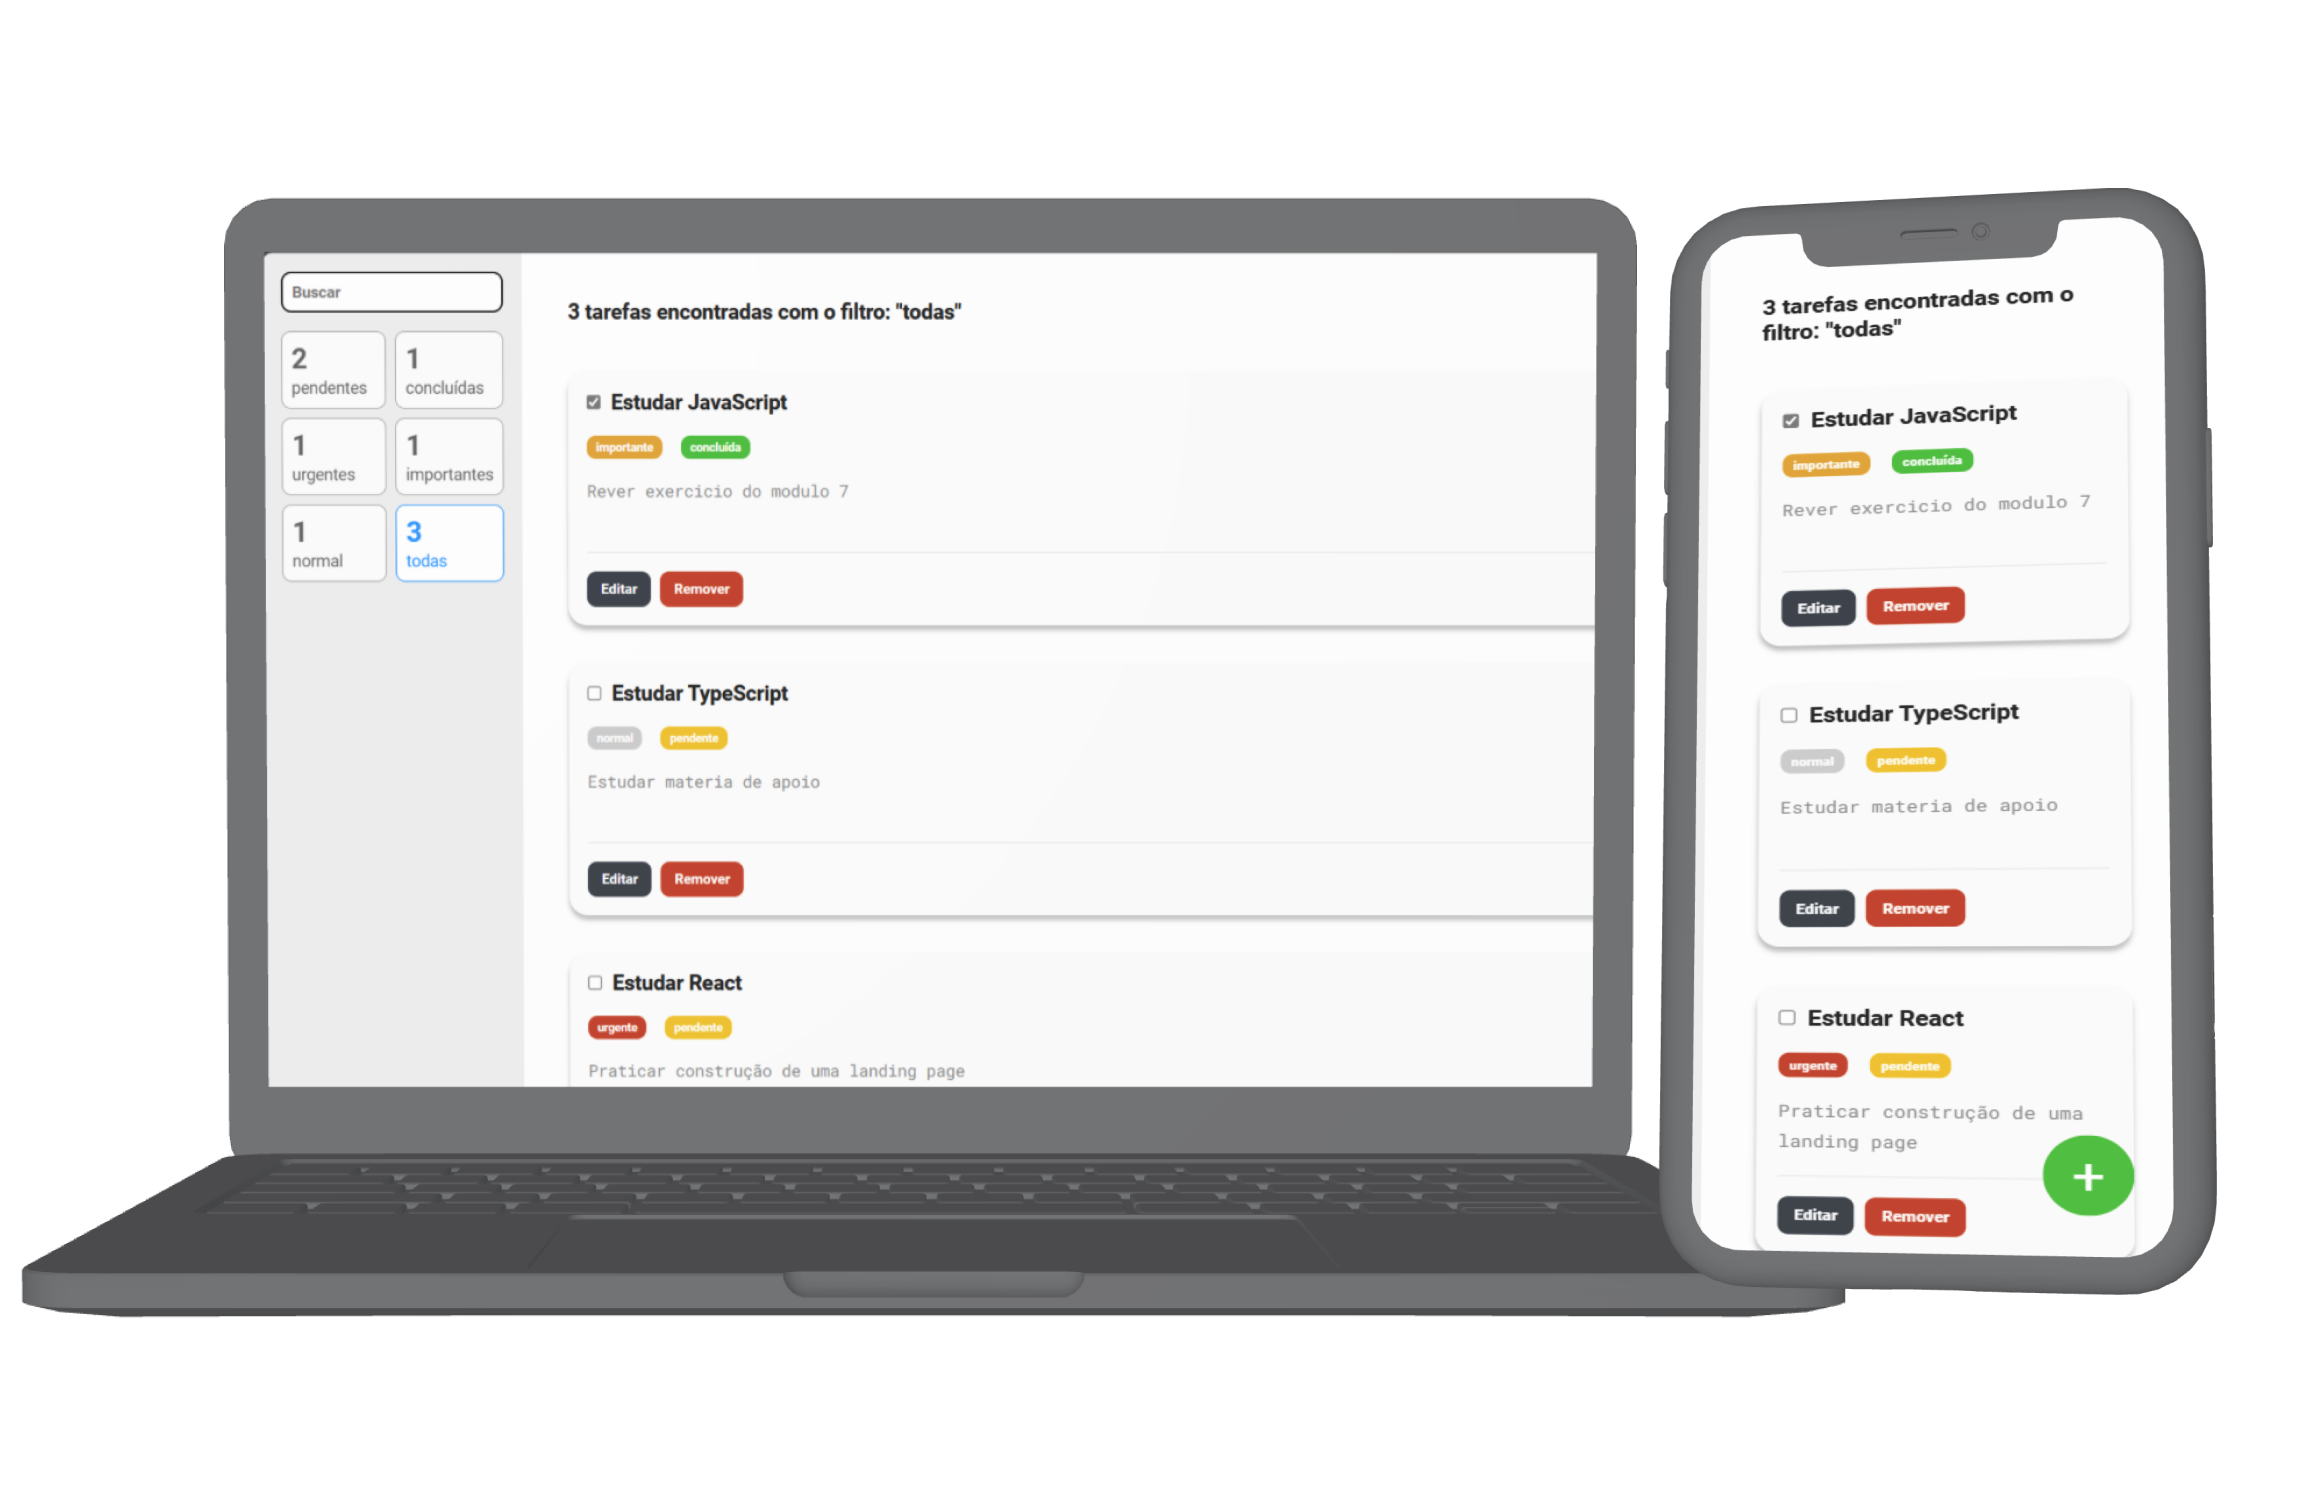 Buscar
2
pendentes
1
concluídas
1
urgentes
1
importantes
1
normal
3
todas
3 tarefas encontradas com o filtro: "todas"
Estudar JavaScript
importante
concluída
Rever exercicio do modulo 7
Editar
Remover
Estudar TypeScript
normal
pendente
Estudar materia de apoio
Editar
Remover
Estudar React
urgente
pendente
Praticar construção de uma landing page
3 tarefas encontradas com o
filtro: "todas"
Estudar JavaScript
importante
concluída
Rever exercicio do modulo 7
Editar
Remover
Estudar TypeScript
normal
pendente
Estudar materia de apoio
Editar
Remover
Estudar React
urgente
pendente
Praticar construção de uma
landing page
+
Editar
Remover